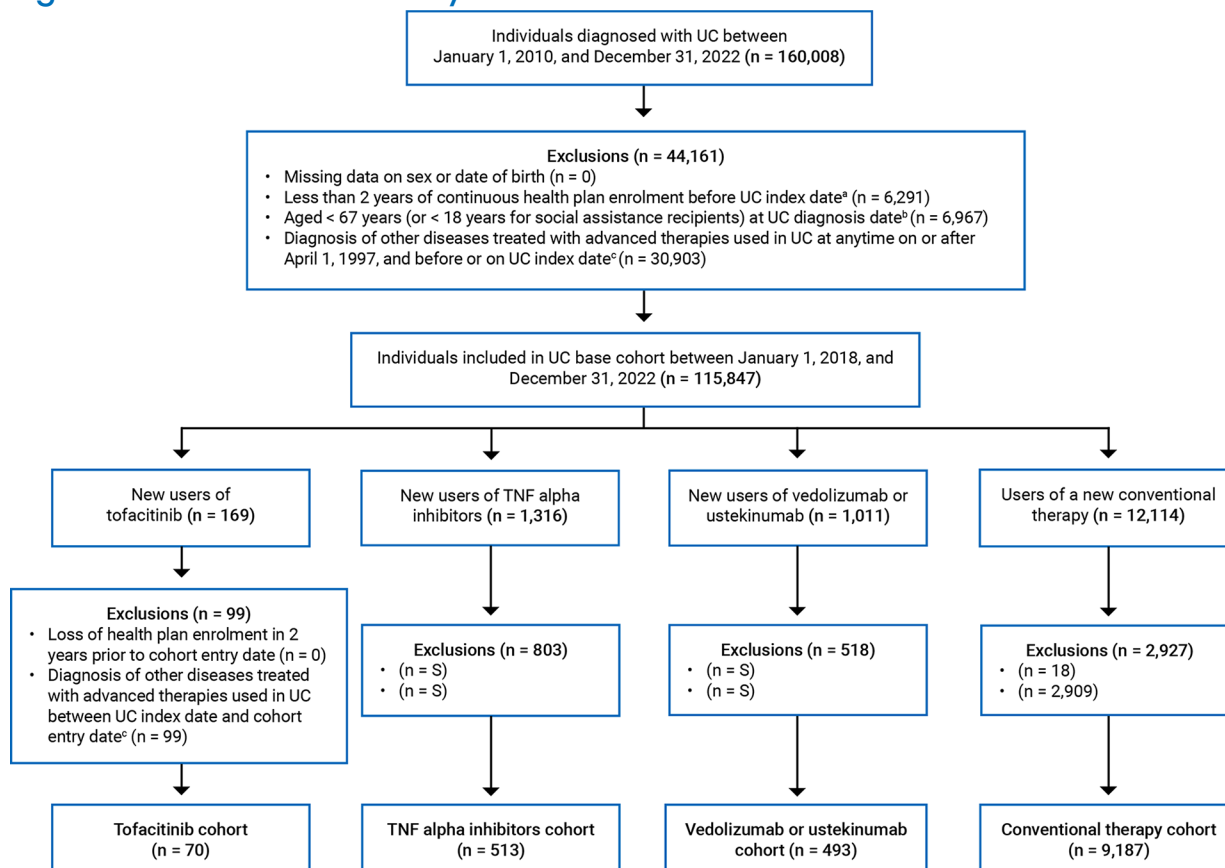 Individuals diagnosed with UC between
January 1, 2010, and December 31, 2022 (n = 160,008)
Exclusions (n = 44,161)
• Missing data on sex or date of birth (n = 0)
• Less than 2 years of continuous health plan enrolment before UC index dateᵃ (n = 6,291)
• Aged < 67 years (or < 18 years for social assistance recipients) at UC diagnosis dateᵇ (n = 6,967)
• Diagnosis of other diseases treated with advanced therapies used in UC at anytime on or after
April 1, 1997, and before or on UC index dateᶜ (n = 30,903)
Individuals included in UC base cohort between January 1, 2018, and
December 31, 2022 (n = 115,847)
New users of
tofacitinib (n = 169)
New users of TNF alpha
inhibitors (n = 1,316)
New users of vedolizumab or
ustekinumab (n = 1,011)
Users of a new conventional
therapy (n = 12,114)
Exclusions (n = 99)
• Loss of health plan enrolment in 2
years prior to cohort entry date (n = 0)
• Diagnosis of other diseases treated
with advanced therapies used in UC
between UC index date and cohort
entry dateᶜ (n = 99)
Exclusions (n = 803)
• (n = S)
• (n = S)
Exclusions (n = 518)
• (n = S)
• (n = S)
Exclusions (n = 2,927)
• (n = 18)
• (n = 2,909)
Tofacitinib cohort
(n = 70)
TNF alpha inhibitors cohort
(n = 513)
Vedolizumab or ustekinumab
cohort (n = 493)
Conventional therapy cohort
(n = 9,187)